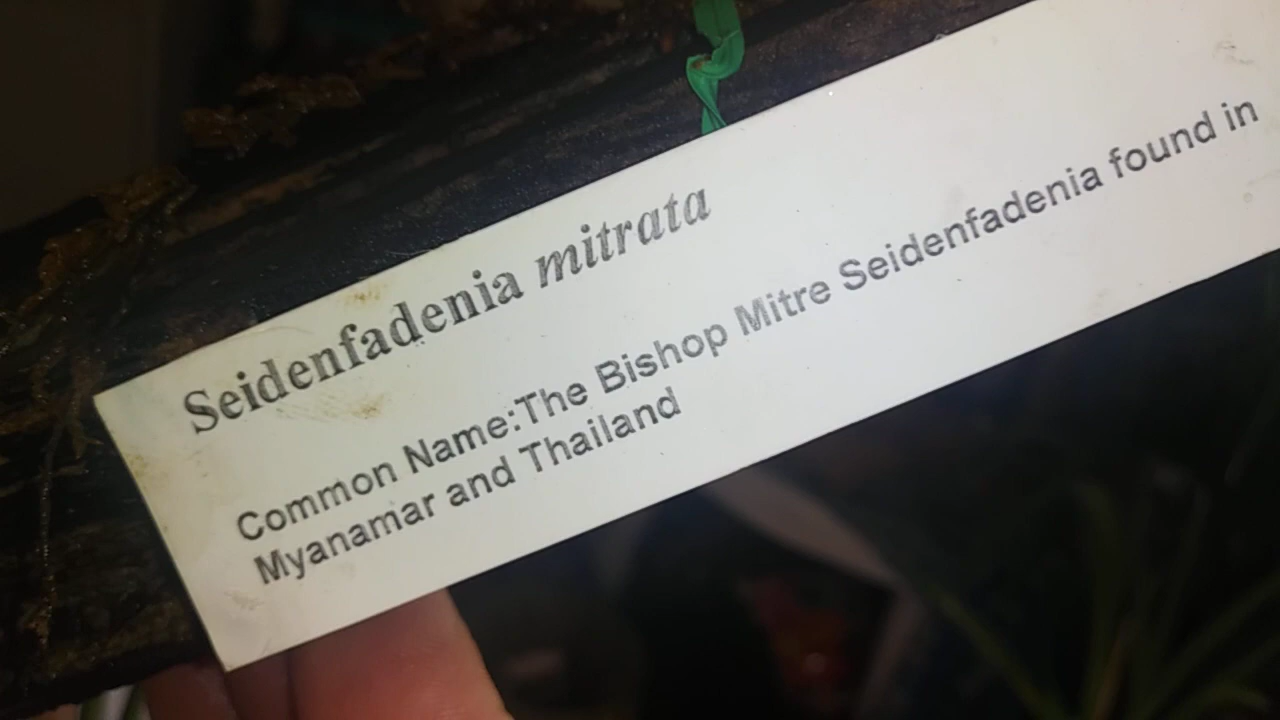 Seidenfadenia mitrata
Common Name:The Bishop Mitre Seidenfadenia found in
Myanamar and Thailand